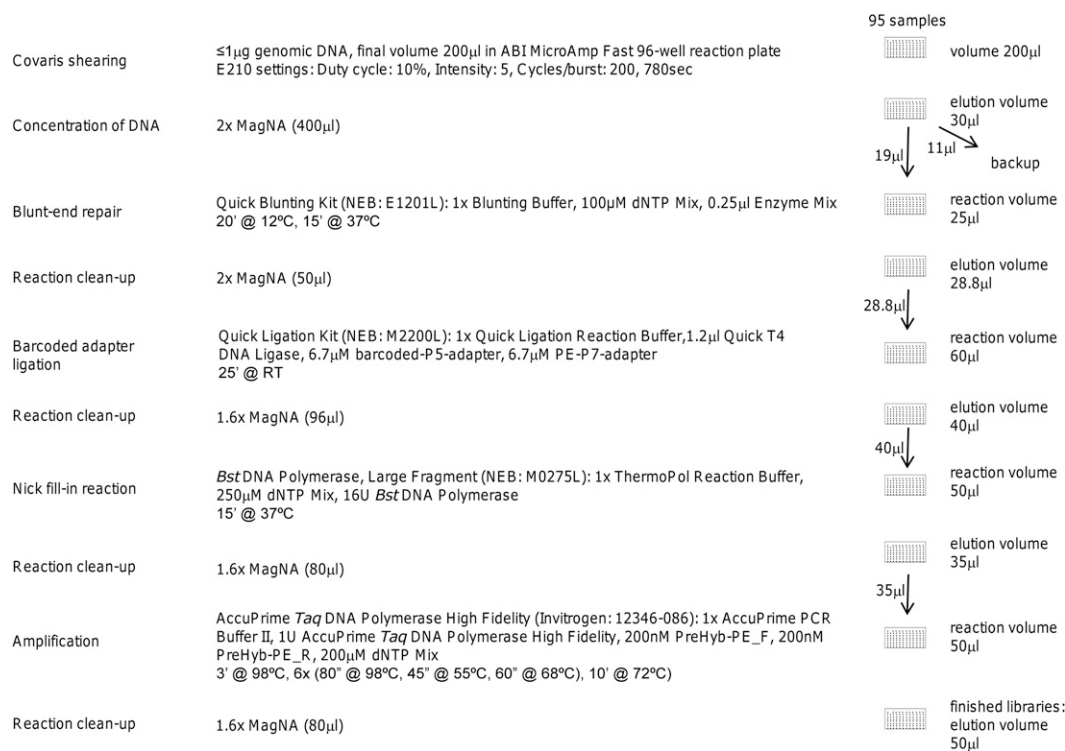 95 samples
Covaris shearing
≤1µg genomic DNA, final volume 200µl in ABI MicroAmp Fast 96-well reaction plate
E210 settings: Duty cycle: 10%, Intensity: 5, Cycles/burst: 200, 780sec
volume 200µl
Concentration of DNA
2x MagNA (400µl)
elution volume
30µl
19µl
11µl
backup
Blunt-end repair
Quick Blunting Kit (NEB: E1201L): 1x Blunting Buffer, 100µM dNTP Mix, 0.25µl Enzyme Mix
20' @ 12ºC, 15' @ 37ºC
reaction volume
25µl
Reaction clean-up
2x MagNA (50µl)
elution volume
28.8µl
28.8µl
Barcoded adapter
ligation
Quick Ligation Kit (NEB: M2200L): 1x Quick Ligation Reaction Buffer,1.2µl Quick T4
DNA Ligase, 6.7µM barcoded-P5-adapter, 6.7µM PE-P7-adapter
25' @ RT
reaction volume
60µl
Reaction clean-up
1.6x MagNA (96µl)
elution volume
40µl
40µl
Nick fill-in reaction
Bst DNA Polymerase, Large Fragment (NEB: M0275L): 1x ThermoPol Reaction Buffer,
250µM dNTP Mix, 16U Bst DNA Polymerase
15' @ 37ºC
reaction volume
50µl
Reaction clean-up
1.6x MagNA (80µl)
elution volume
35µl
35µl
Amplification
AccuPrime Taq DNA Polymerase High Fidelity (Invitrogen: 12346-086): 1x AccuPrime PCR
Buffer II, 1U AccuPrime Taq DNA Polymerase High Fidelity, 200nM PreHyb-PE_F, 200nM
PreHyb-PE_R, 200µM dNTP Mix
3' @ 98ºC, 6x (80" @ 98ºC, 45" @ 55ºC, 60" @ 68ºC), 10' @ 72ºC)
reaction volume
50µl
Reaction clean-up
1.6x MagNA (80µl)
finished libraries:
elution volume
50µl